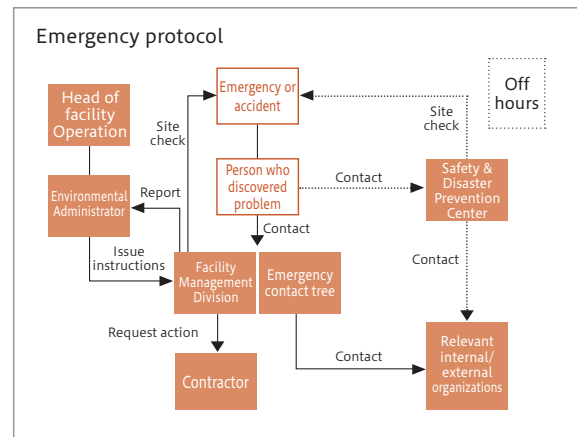 Emergency protocol
Head of
facility
Operation
Emergency or
accident
Off
hours
Site
check
Site
check
Person who
discovered
problem
Contact
Safety &
Disaster
Prevention
Center
Environmental
Administrator
Report
Contact
Issue
instructions
Facility
Management
Division
Emergency
contact tree
Contact
Request action
Contractor
Contact
Relevant
internal/
external
organizations